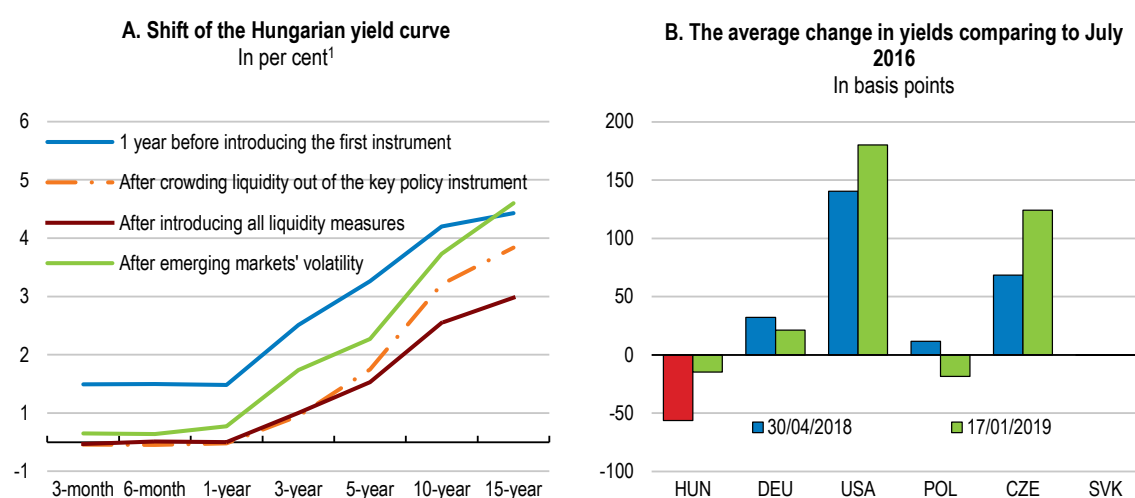 A. Shift of the Hungarian yield curve
In per cent¹
6
5
4
3
2
1
-1
1 year before introducing the first instrument
After crowding liquidity out of the key policy instrument
After introducing all liquidity measures
After emerging markets' volatility
3-month 6-month 1-year 3-year 5-year 10-year 15-year
B. The average change in yields comparing to July
2016
In basis points
200
150
100
50
0
-50
-100
30/04/2018 17/01/2019
HUN DEU USA POL CZE SVK